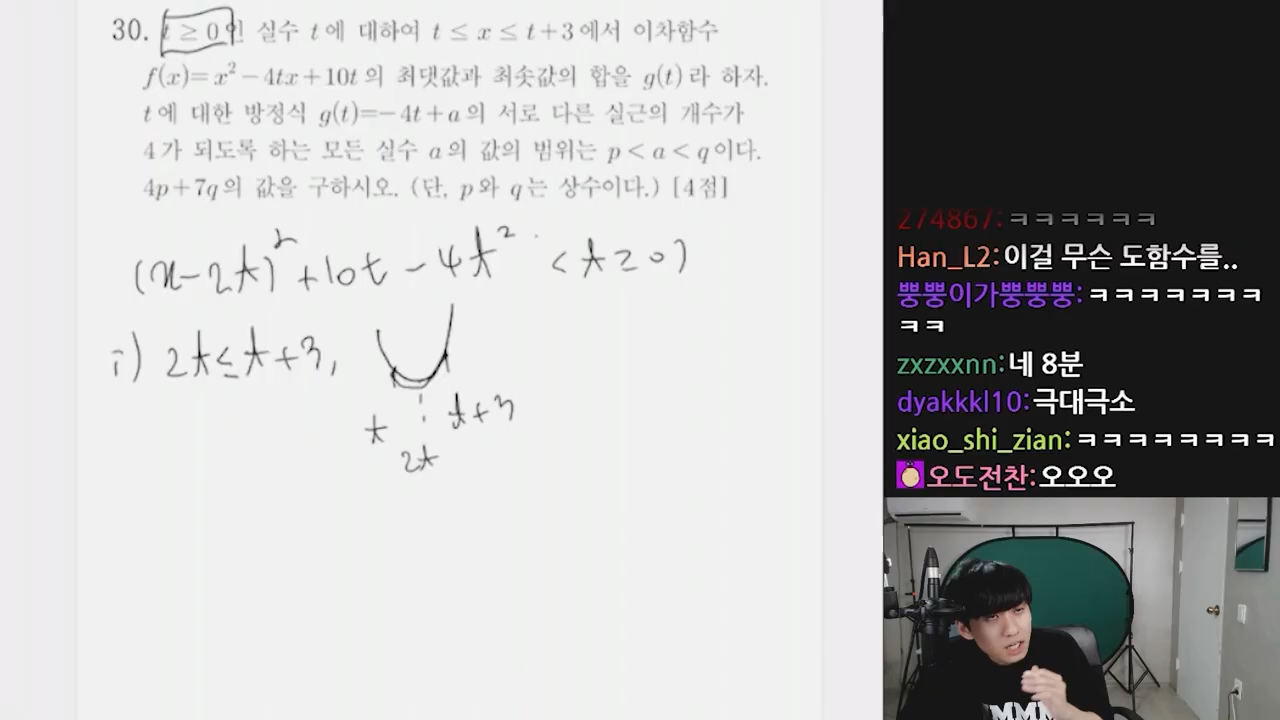 30. t ≥ 0인 실수 t에 대하여 t ≤ x ≤ t+3에서 이차함수
f(x)=x²-4tx+10t의 최댓값과 최솟값의 합을 g(t)라 하자.
t에 대한 방정식 g(t)=-4t+a의 서로 다른 실근의 개수가
4가 되도록 하는 모든 실수 a의 값의 범위는 p < a < q이다.
4p+7q의 값을 구하시오. (단, p와 q는 상수이다.) [4점]
(x-2t)²+10t-4t² (t≥0)
i) 2t≤t+3,
t t+3
2t
274867: ㅋㅋㅋㅋㅋㅋ
Han_L2: 이걸 무슨 도함수를..
뿡뿡이가뿡뿡뿡: ㅋㅋㅋㅋㅋㅋㅋ
ㅋㅋ
zxzxxnn: 네 8분
dyakkkl10: 극대극소
xiao_shi_zian: ㅋㅋㅋㅋㅋㅋㅋㅋ
오도전찬: 오오오
MMM